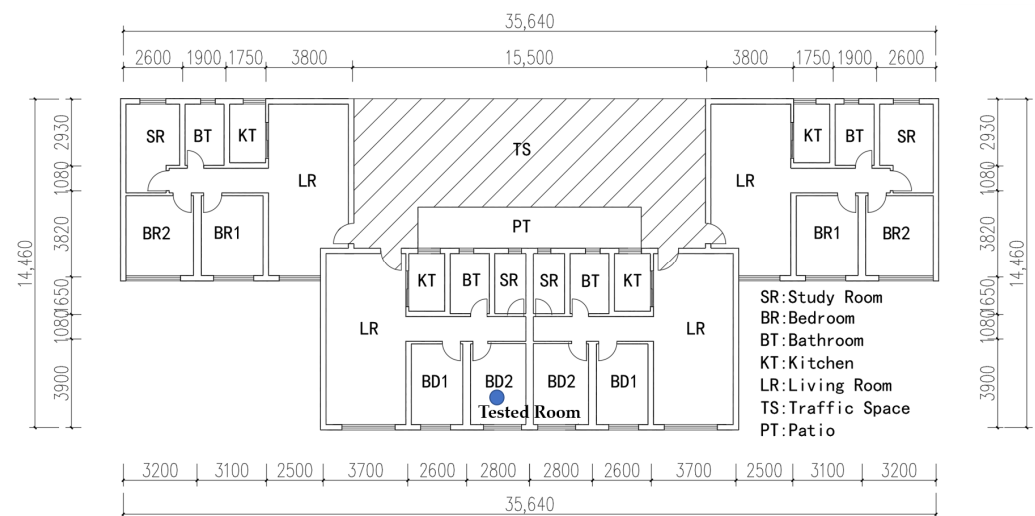 35,640
2600 1900 1750 3800 15,500 3800 1750 1900 2600
14,460
2930
1080
3820
1650
1080
3900
SR BT KT LR TS LR KT BT SR
BR2 BR1 PT BR1 BR2
KT BT SR SR BT KT
LR LR
BD1 BD2 BD2 BD1
Tested Room
SR:Study Room
BR:Bedroom
BT:Bathroom
KT:Kitchen
LR:Living Room
TS:Traffic Space
PT:Patio
2930
1080
3820
1650
1080
3900
14,460
3200 3100 2500 3700 2600 2800 2800 2600 3700 2500 3100 3200
35,640